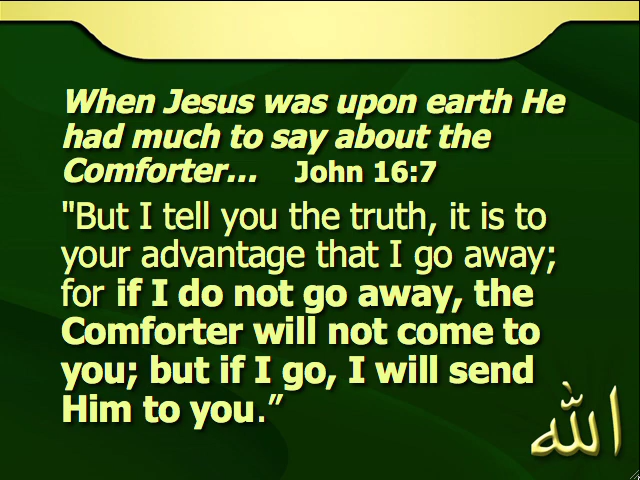 When Jesus was upon earth He
had much to say about the
Comforter… John 16:7
"But I tell you the truth, it is to
your advantage that I go away;
for if I do not go away, the
Comforter will not come to
you; but if I go, I will send
Him to you.”
الله